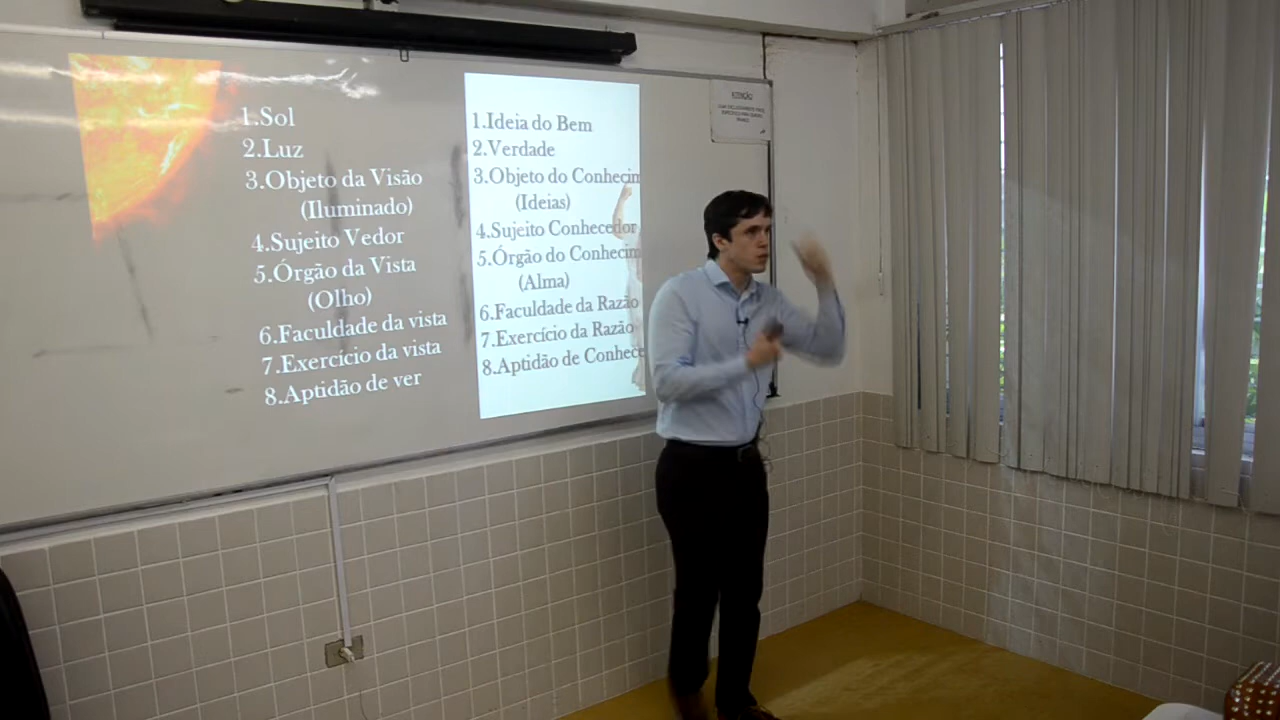 1.Sol
2.Luz
3.Objeto da Visão
(Iluminado)
4.Sujeito Vedor
5.Órgão da Vista
(Olho)
6.Faculdade da vista
7.Exercício da vista
8.Aptidão de ver
1.Ideia do Bem
2.Verdade
3.Objeto do Conhecim
(Ideias)
4.Sujeito Conhecedor
5.Órgão do Conhecim
(Alma)
6.Faculdade da Razão
7.Exercício da Razão
8.Aptidão de Conhece
ATENÇÃO